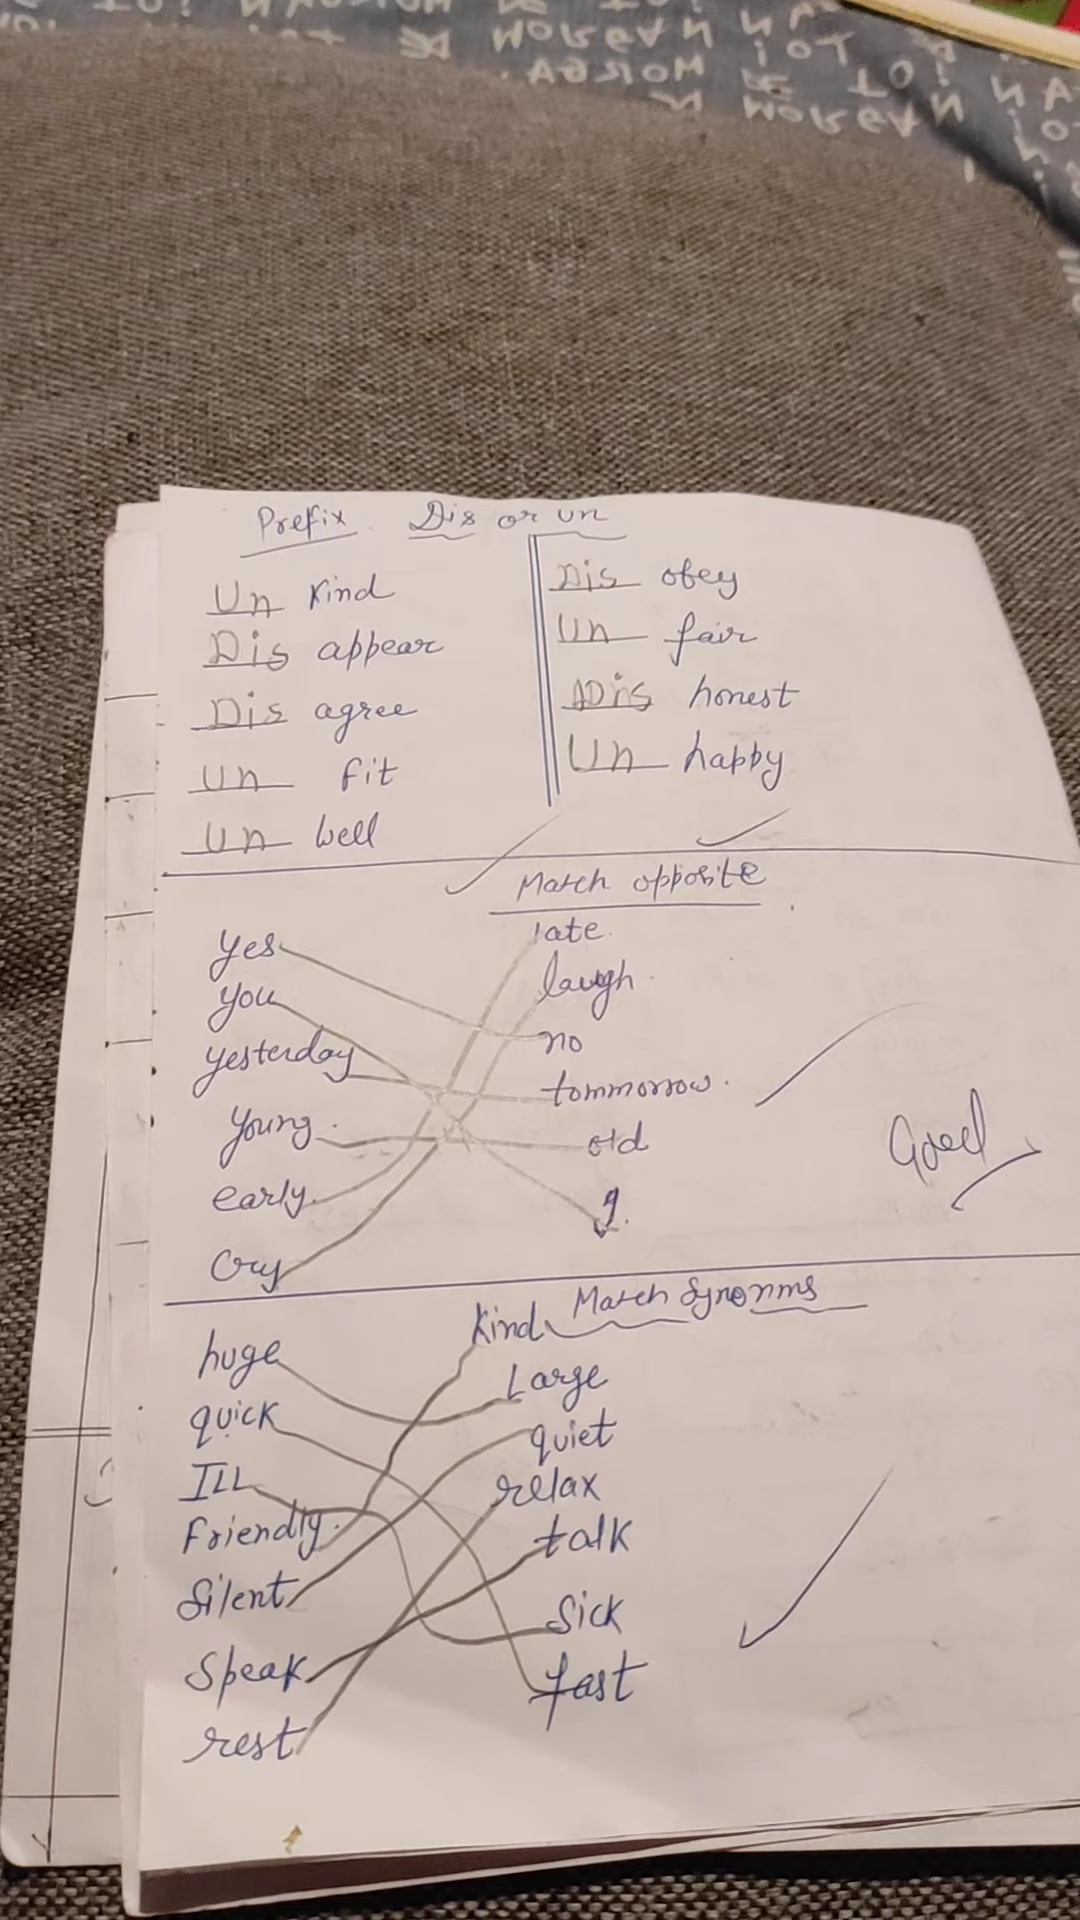 Prefix Dis or un
Un kind
Dis appear
Dis agree
Un fit
Un well
Dis obey
Un fair
Dis honest
Un happy
Match opposite
yes
you
yesterday
young
early
Cry
late
laugh
no
tommorrow
old
I
Good
Match Synonms
huge
quick
ILL
Friendly
Silent
Speak
rest
Kind
Large
quiet
relax
talk
Sick
fast